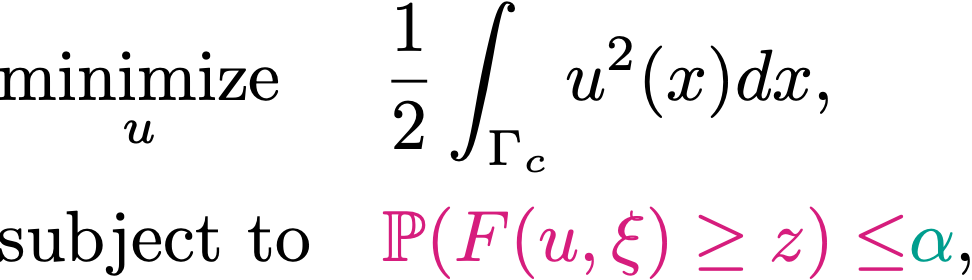 minimize_u 1/2 ∫_{Γ_c} u²(x)dx,
subject to ℙ(F(u, ξ) ≥ z) ≤α,